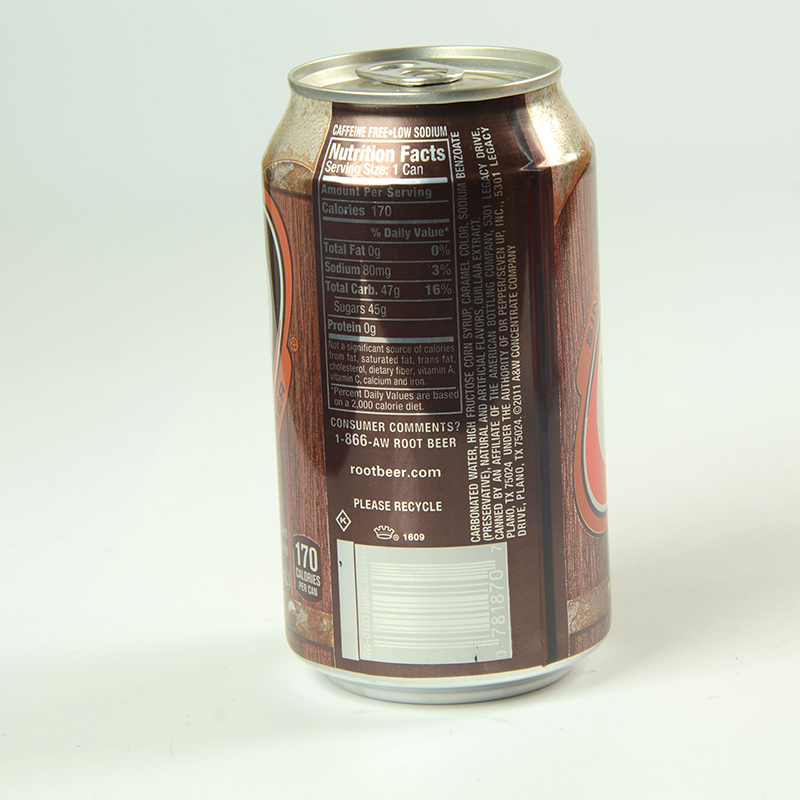 CAFFEINE FREE•LOW SODIUM
Nutrition Facts
Serving Size: 1 Can
Amount Per Serving
Calories 170
% Daily Value*
Total Fat 0g 0%
Sodium 80mg 3%
Total Carb. 47g 16%
Sugars 45g
Protein 0g
Not a significant source of calories
from fat, saturated fat, trans fat,
cholesterol, dietary fiber, vitamin A,
vitamin C, calcium and iron.
*Percent Daily Values are based
on a 2,000 calorie diet.
CONSUMER COMMENTS?
1-866-AW ROOT BEER
rootbeer.com
PLEASE RECYCLE
K
® 1609
CARBONATED WATER, HIGH FRUCTOSE CORN SYRUP, CARAMEL COLOR, SODIUM BENZOATE
(PRESERVATIVE), NATURAL AND ARTIFICIAL FLAVORS, QUILLAIA EXTRACT.
CANNED BY AN AFFILIATE OF THE AMERICAN BOTTLING COMPANY, 5301 LEGACY DRIVE,
PLANO, TX 75024 UNDER THE AUTHORITY OF DR PEPPER/SEVEN UP, INC., 5301 LEGACY
DRIVE, PLANO, TX 75024. ©2011 A&W CONCENTRATE COMPANY
0 781870 7
®
170
CALORIES
PER CAN